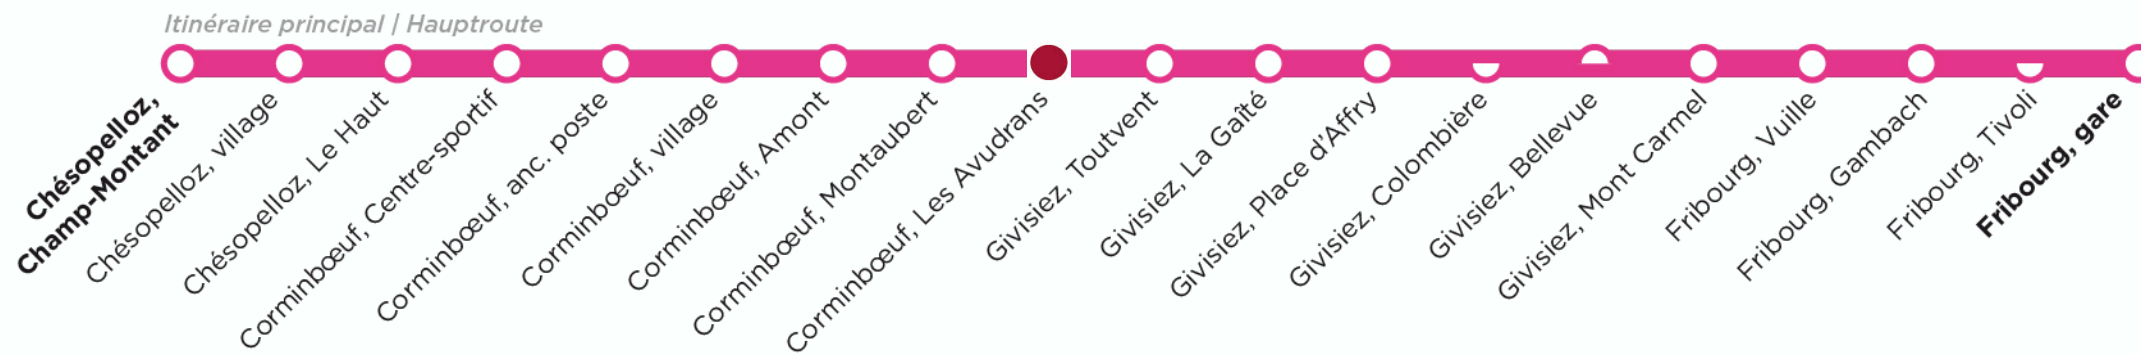 Itinéraire principal | Hauptroute
Chésopelloz,
Champ-Montant
Chésopelloz, village
Chésopelloz, Le Haut
Corminbœuf, Centre-sportif
Corminbœuf, anc. poste
Corminbœuf, village
Corminbœuf, Amont
Corminbœuf, Montaubert
Corminbœuf, Les Avudrans
Givisiez, Toutvent
Givisiez, La Gaîté
Givisiez, Place d'Affry
Givisiez, Colombière
Givisiez, Bellevue
Givisiez, Mont Carmel
Fribourg, Vuille
Fribourg, Gambach
Fribourg, Tivoli
Fribourg, gare